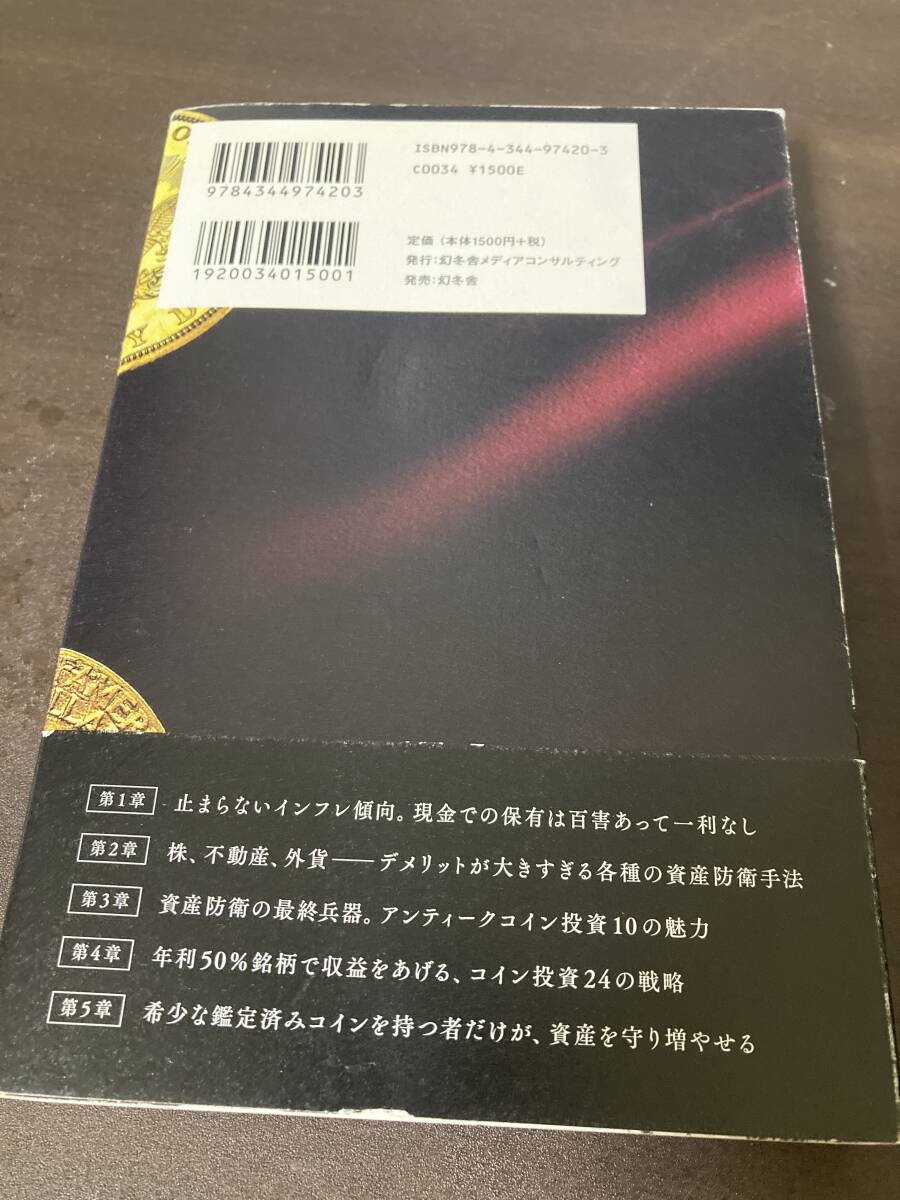 ISBN978-4-344-97420-3
C0034 ¥1500E
9784344974203
1920034015001
定価(本体1500円+税)
発行:幻冬舎メディアコンサルティング
発売:幻冬舎
第1章 止まらないインフレ傾向。現金での保有は百害あって一利なし
第2章 株、不動産、外貨――デメリットが大きすぎる各種の資産防衛手法
第3章 資産防衛の最終兵器。アンティークコイン投資10の魅力
第4章 年利50%銘柄で収益をあげる、コイン投資24の戦略
第5章 希少な鑑定済みコインを持つ者だけが、資産を守り増やせる